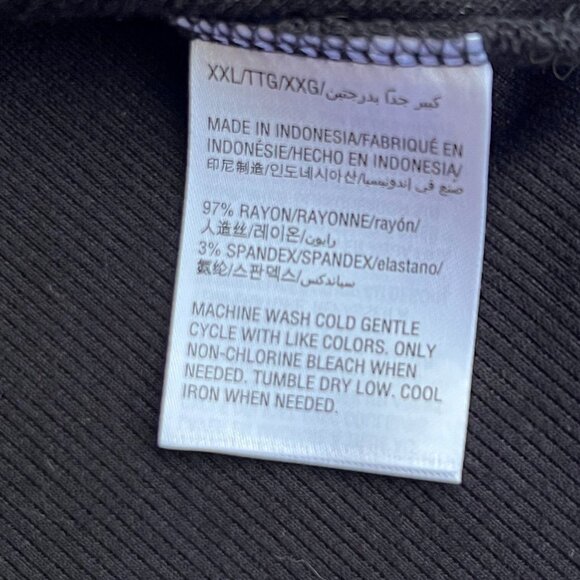 XXL/TTG/XXG/كبير جدًا بدرجتين
MADE IN INDONESIA/FABRIQUÉ EN
INDONÉSIE/HECHO EN INDONESIA/
印尼制造/인도네시아산/صنع في إندونيسيا
97% RAYON/RAYONNE/rayón/
人造丝/레이온/رايون
3% SPANDEX/SPANDEX/elastano/
氨纶/스판덱스/سباندكس
MACHINE WASH COLD GENTLE
CYCLE WITH LIKE COLORS. ONLY
NON-CHLORINE BLEACH WHEN
NEEDED. TUMBLE DRY LOW. COOL
IRON WHEN NEEDED.